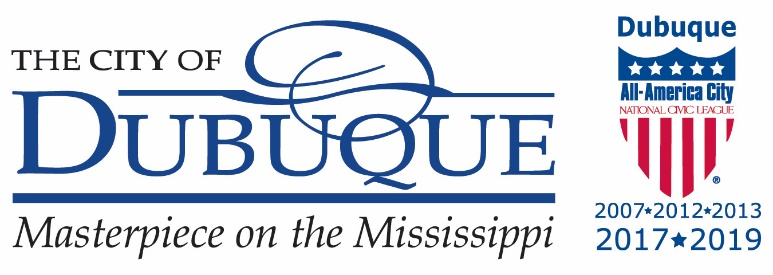 THE CITY OF
DUBUQUE
Masterpiece on the Mississippi
Dubuque
All-America City
NATIONAL CIVIC LEAGUE
®
2007★2012★2013
2017★2019